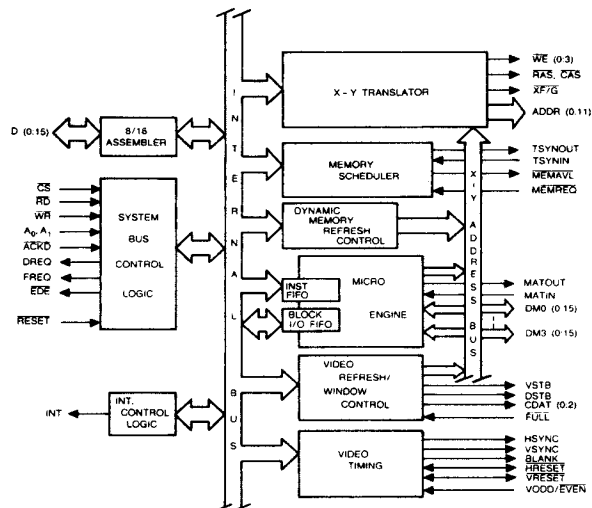 WE (0:3)
RAS, CAS
X-Y TRANSLATOR
XF/G
ADDR (0.11)
D (0.15)
8/16
ASSEMBLER
MEMORY
SCHEDULER
TSYNOUT
TSYNIN
MEMAVL
MEMREQ
CS
RD
WR
A0, A1
ACKD
DREQ
FREQ
EDE
RESET
SYSTEM
BUS
CONTROL
LOGIC
DYNAMIC
MEMORY
REFRESH
CONTROL
INST
FIFO
BLOCK
I/O FIFO
MICRO
ENGINE
MATOUT
MATIN
DM0 (0:15)
DM3 (0:15)
INTERNAL BUS
X-Y ADDRESS BUS
INT
INT.
CONTROL
LOGIC
VIDEO
REFRESH/
WINDOW
CONTROL
VSTB
DSTB
CDAT (0.2)
FULL
VIDEO
TIMING
HSYNC
VSYNC
BLANK
HRESET
VRESET
VODD/EVEN